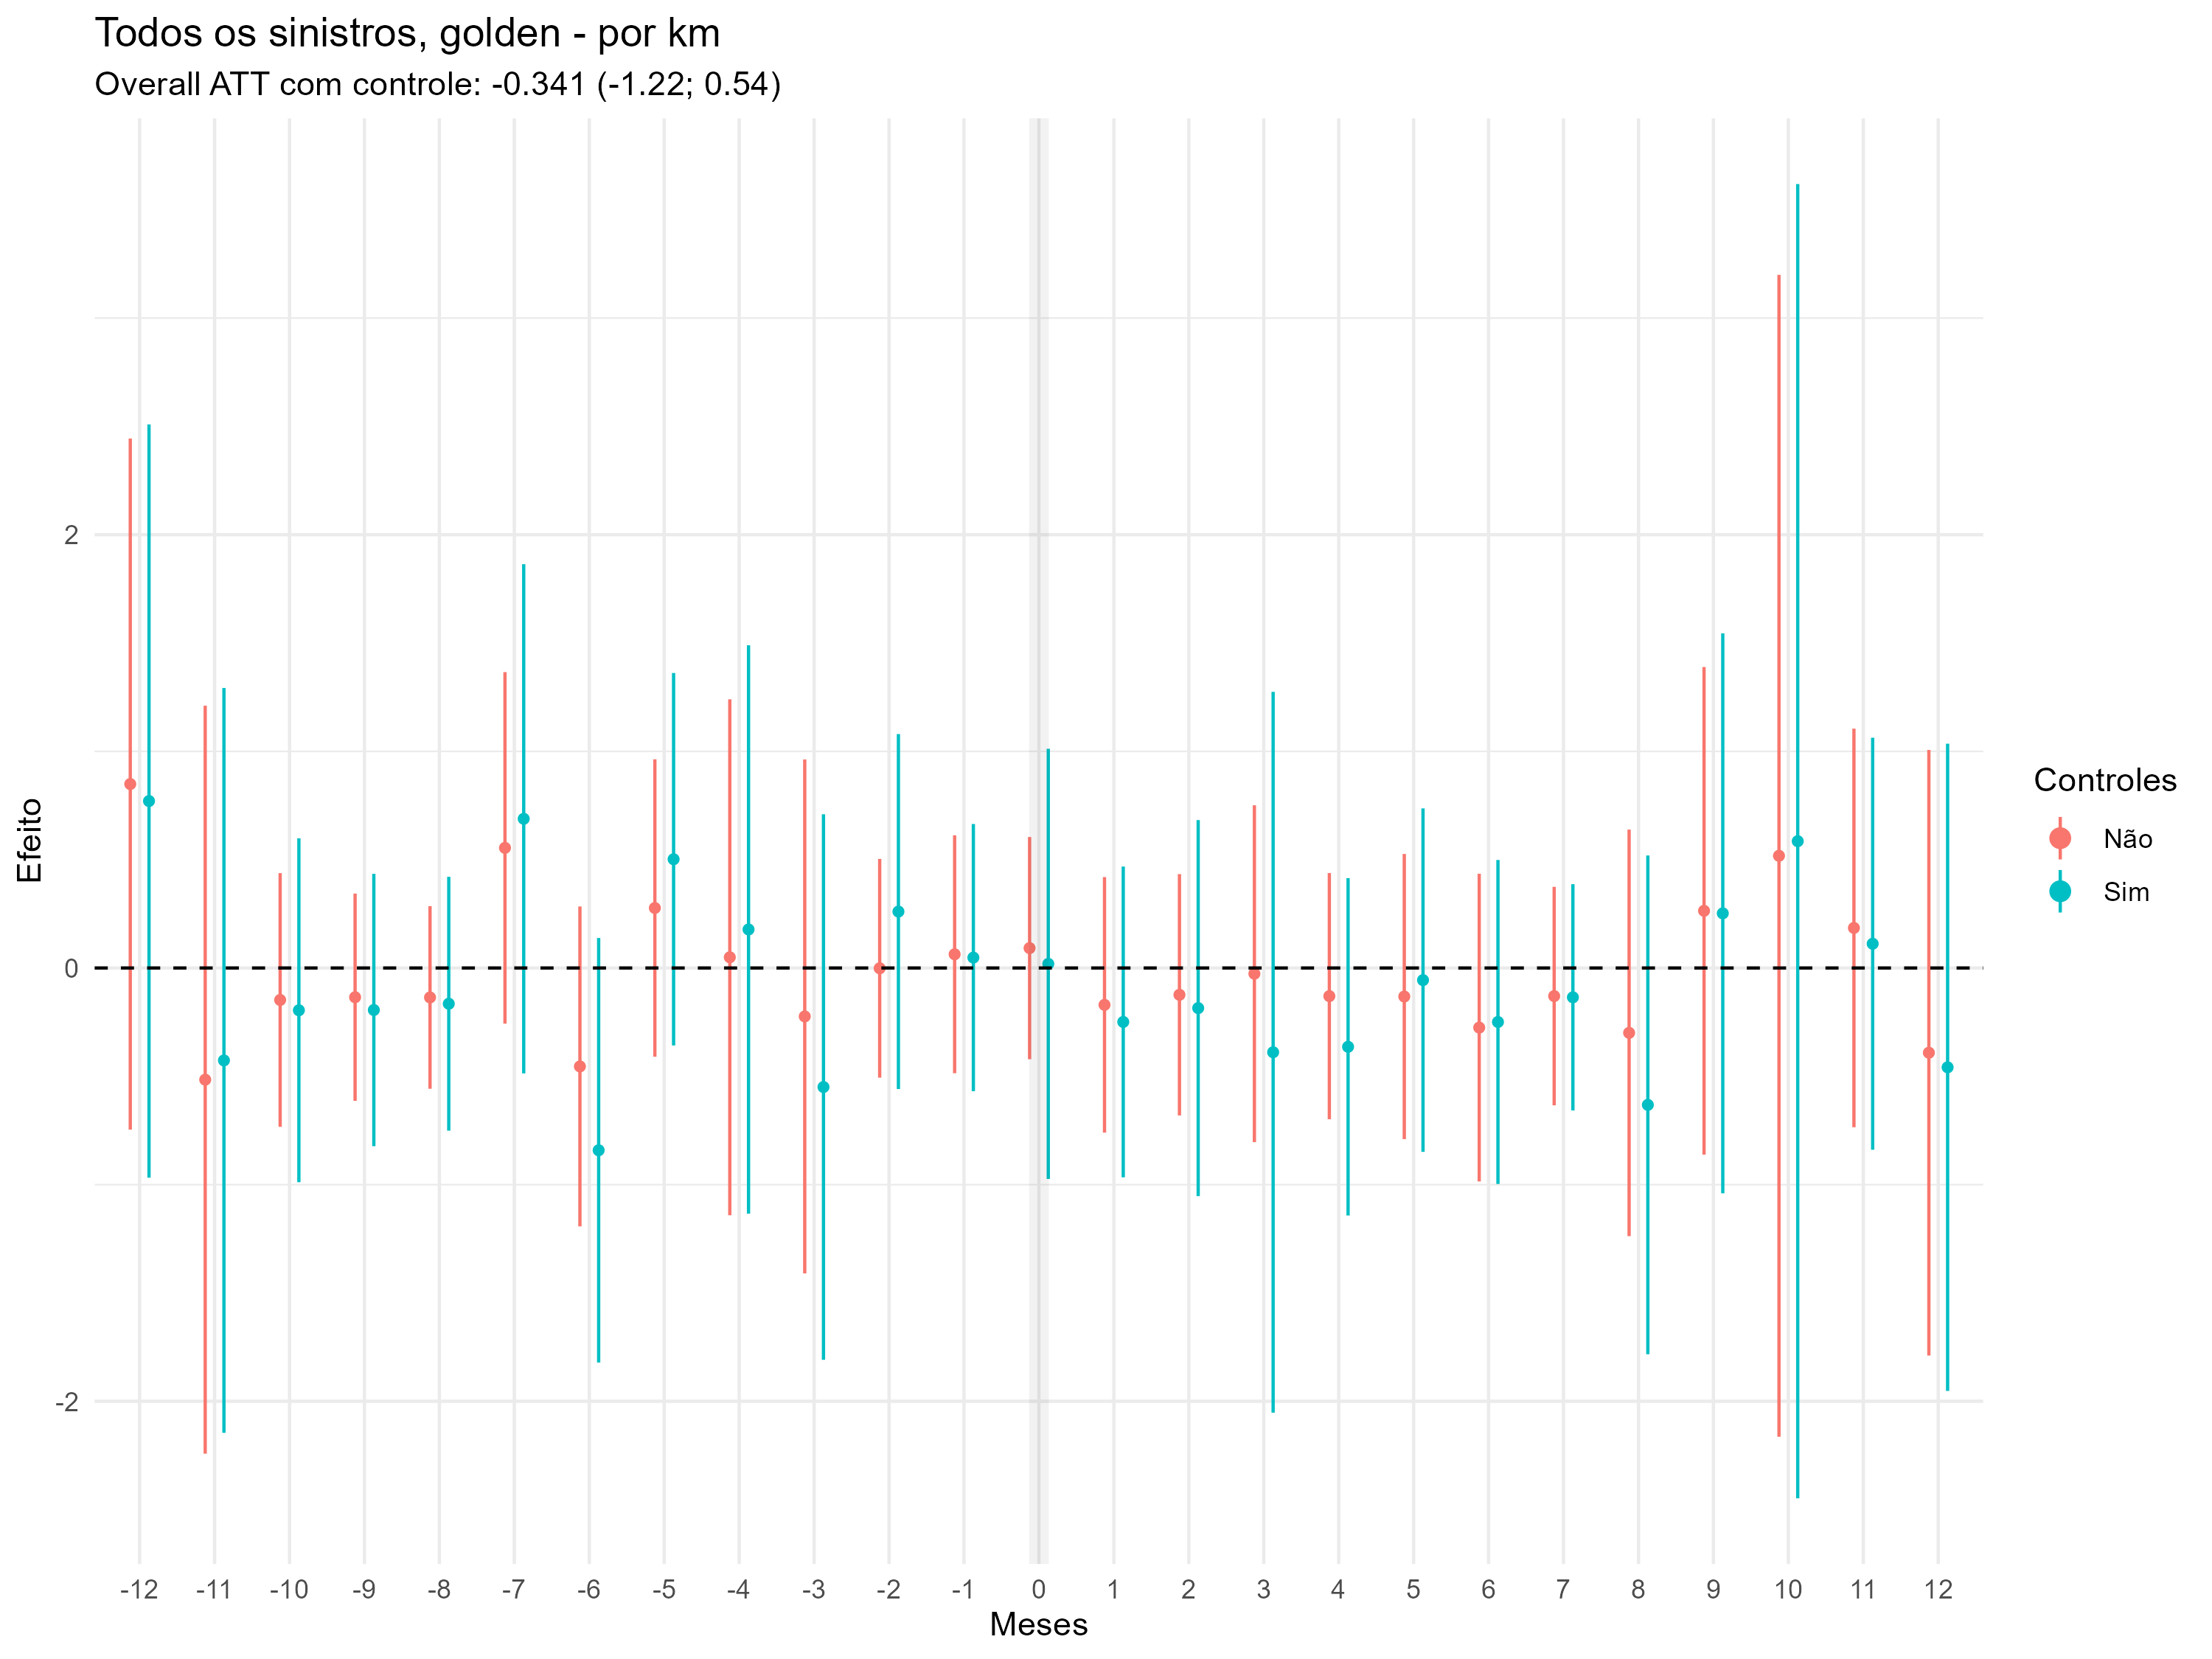 Todos os sinistros, golden - por km
Overall ATT com controle: -0.341 (-1.22; 0.54)
Efeito
2
0
-2
-12 -11 -10 -9 -8 -7 -6 -5 -4 -3 -2 -1 0 1 2 3 4 5 6 7 8 9 10 11 12
Meses
Controles
Não
Sim